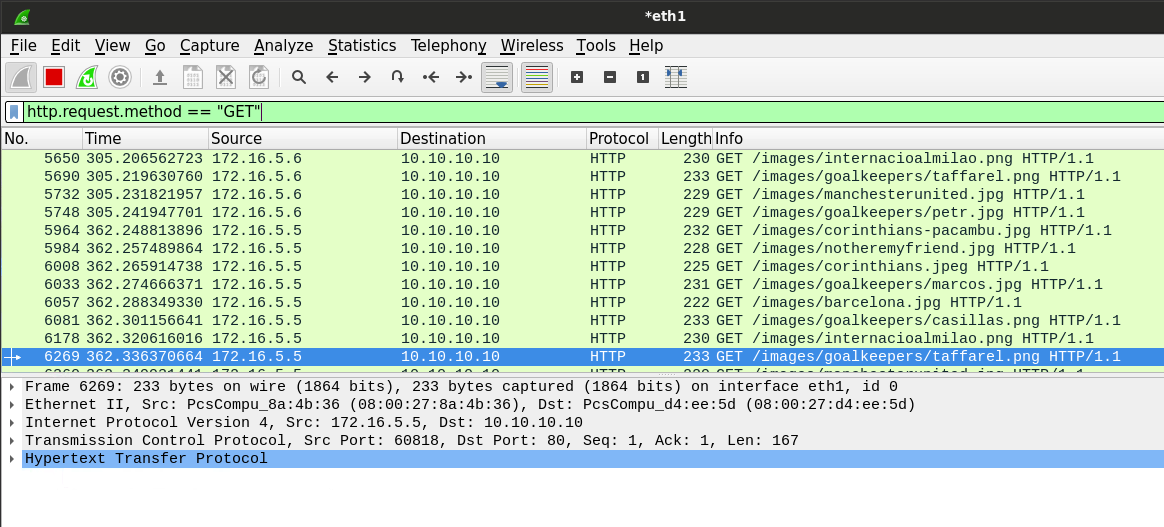 *eth1
File Edit View Go Capture Analyze Statistics Telephony Wireless Tools Help
http.request.method == "GET"
No. Time Source Destination Protocol Length Info
5650 305.206562723 172.16.5.6 10.10.10.10 HTTP 230 GET /images/internacioalmilao.png HTTP/1.1
5690 305.219630760 172.16.5.6 10.10.10.10 HTTP 233 GET /images/goalkeepers/taffarel.png HTTP/1.1
5732 305.231821957 172.16.5.6 10.10.10.10 HTTP 229 GET /images/manchesterunited.jpg HTTP/1.1
5748 305.241947701 172.16.5.6 10.10.10.10 HTTP 229 GET /images/goalkeepers/petr.jpg HTTP/1.1
5964 362.248813896 172.16.5.5 10.10.10.10 HTTP 232 GET /images/corinthians-pacambu.jpg HTTP/1.1
5984 362.257489864 172.16.5.5 10.10.10.10 HTTP 228 GET /images/notheremyfriend.jpg HTTP/1.1
6008 362.265914738 172.16.5.5 10.10.10.10 HTTP 225 GET /images/corinthians.jpeg HTTP/1.1
6033 362.274666371 172.16.5.5 10.10.10.10 HTTP 231 GET /images/goalkeepers/marcos.jpg HTTP/1.1
6057 362.288349330 172.16.5.5 10.10.10.10 HTTP 222 GET /images/barcelona.jpg HTTP/1.1
6081 362.301156641 172.16.5.5 10.10.10.10 HTTP 233 GET /images/goalkeepers/casillas.png HTTP/1.1
6178 362.320616016 172.16.5.5 10.10.10.10 HTTP 230 GET /images/internacioalmilao.png HTTP/1.1
6269 362.336370664 172.16.5.5 10.10.10.10 HTTP 233 GET /images/goalkeepers/taffarel.png HTTP/1.1
Frame 6269: 233 bytes on wire (1864 bits), 233 bytes captured (1864 bits) on interface eth1, id 0
Ethernet II, Src: PcsCompu_8a:4b:36 (08:00:27:8a:4b:36), Dst: PcsCompu_d4:ee:5d (08:00:27:d4:ee:5d)
Internet Protocol Version 4, Src: 172.16.5.5, Dst: 10.10.10.10
Transmission Control Protocol, Src Port: 60818, Dst Port: 80, Seq: 1, Ack: 1, Len: 167
Hypertext Transfer Protocol